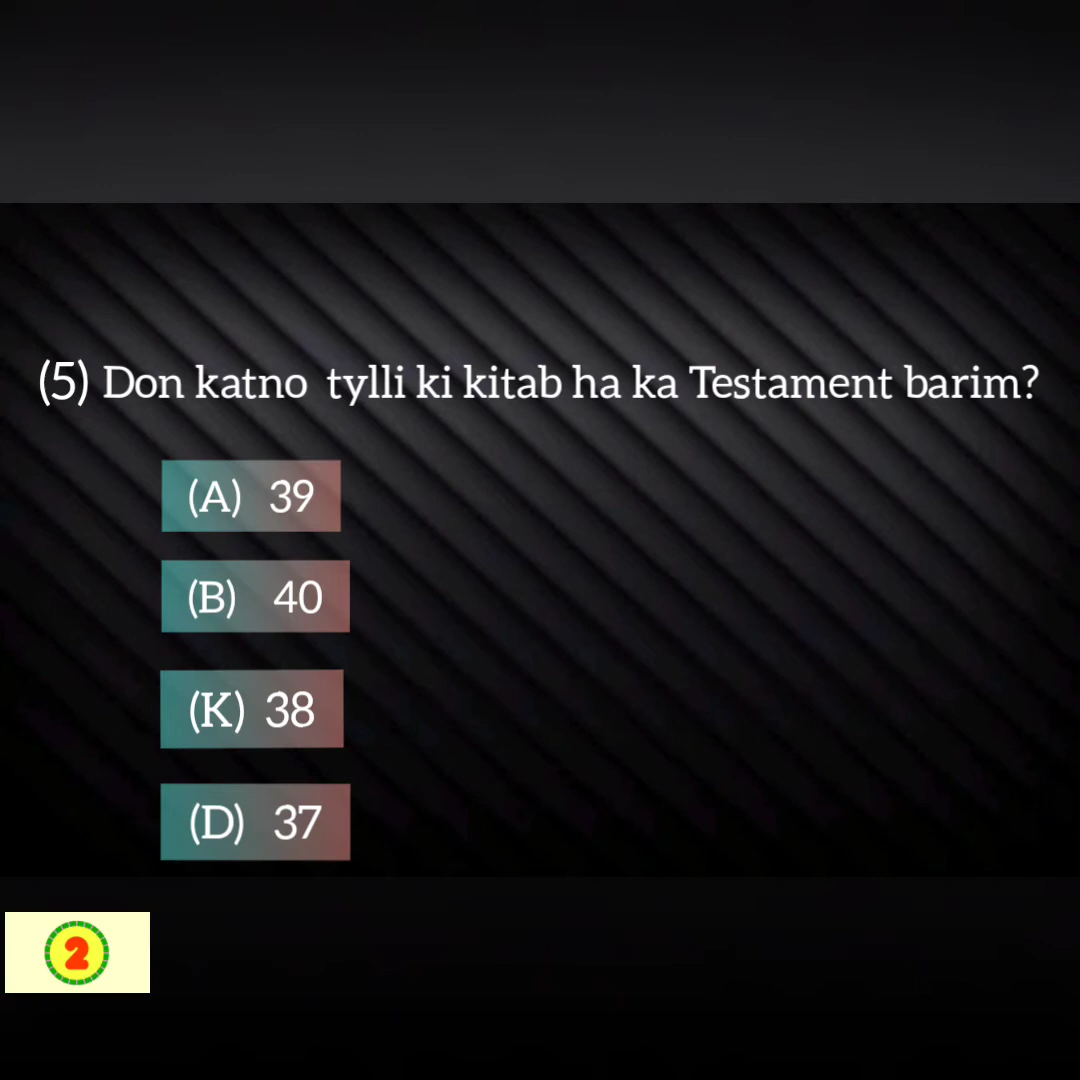 (5) Don katno tylli ki kitab ha ka Testament barim?
(A) 39
(B) 40
(K) 38
(D) 37
2